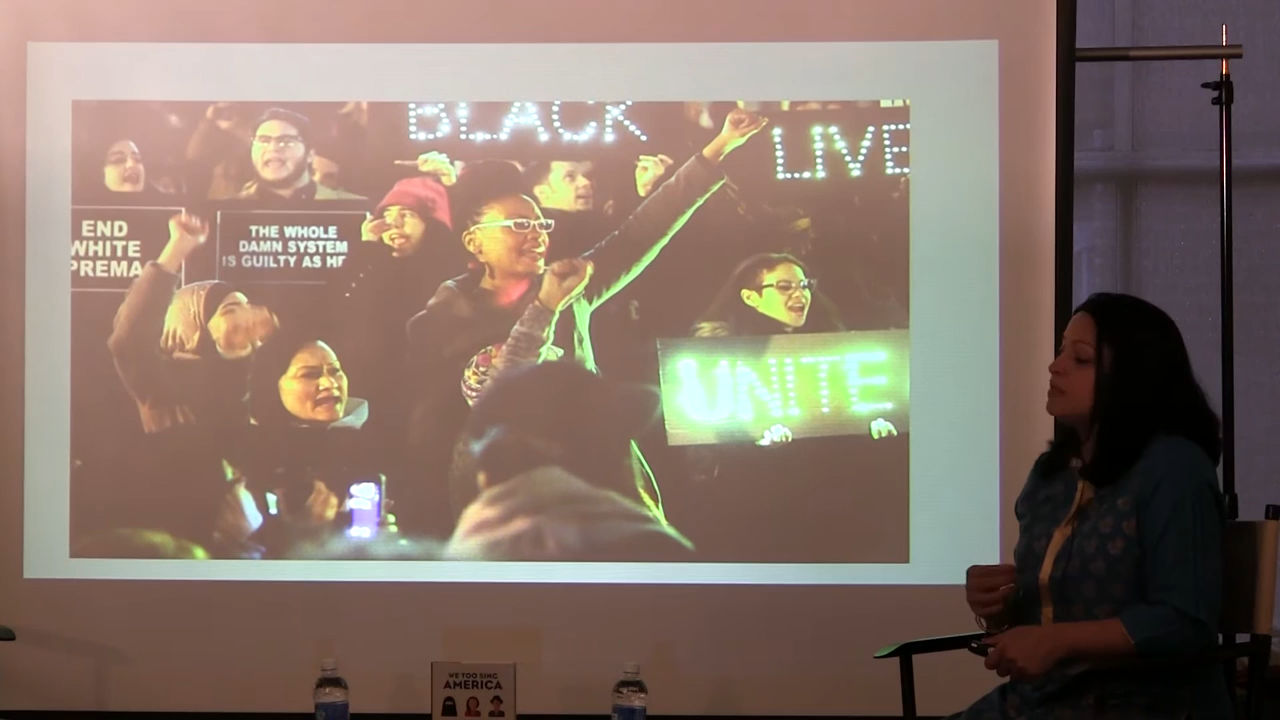 BLACK
LIVE
END
WHITE
PREMA
THE WHOLE
DAMN SYSTEM
IS GUILTY AS HE
UNITE
WE TOO SING
AMERICA